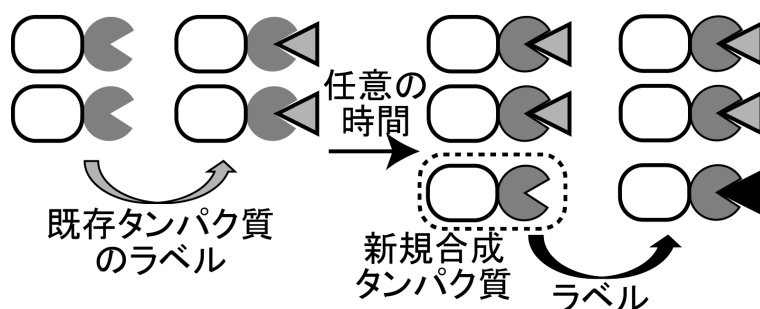 既存タンパク質
のラベル
任意の
時間
新規合成
タンパク質
ラベル